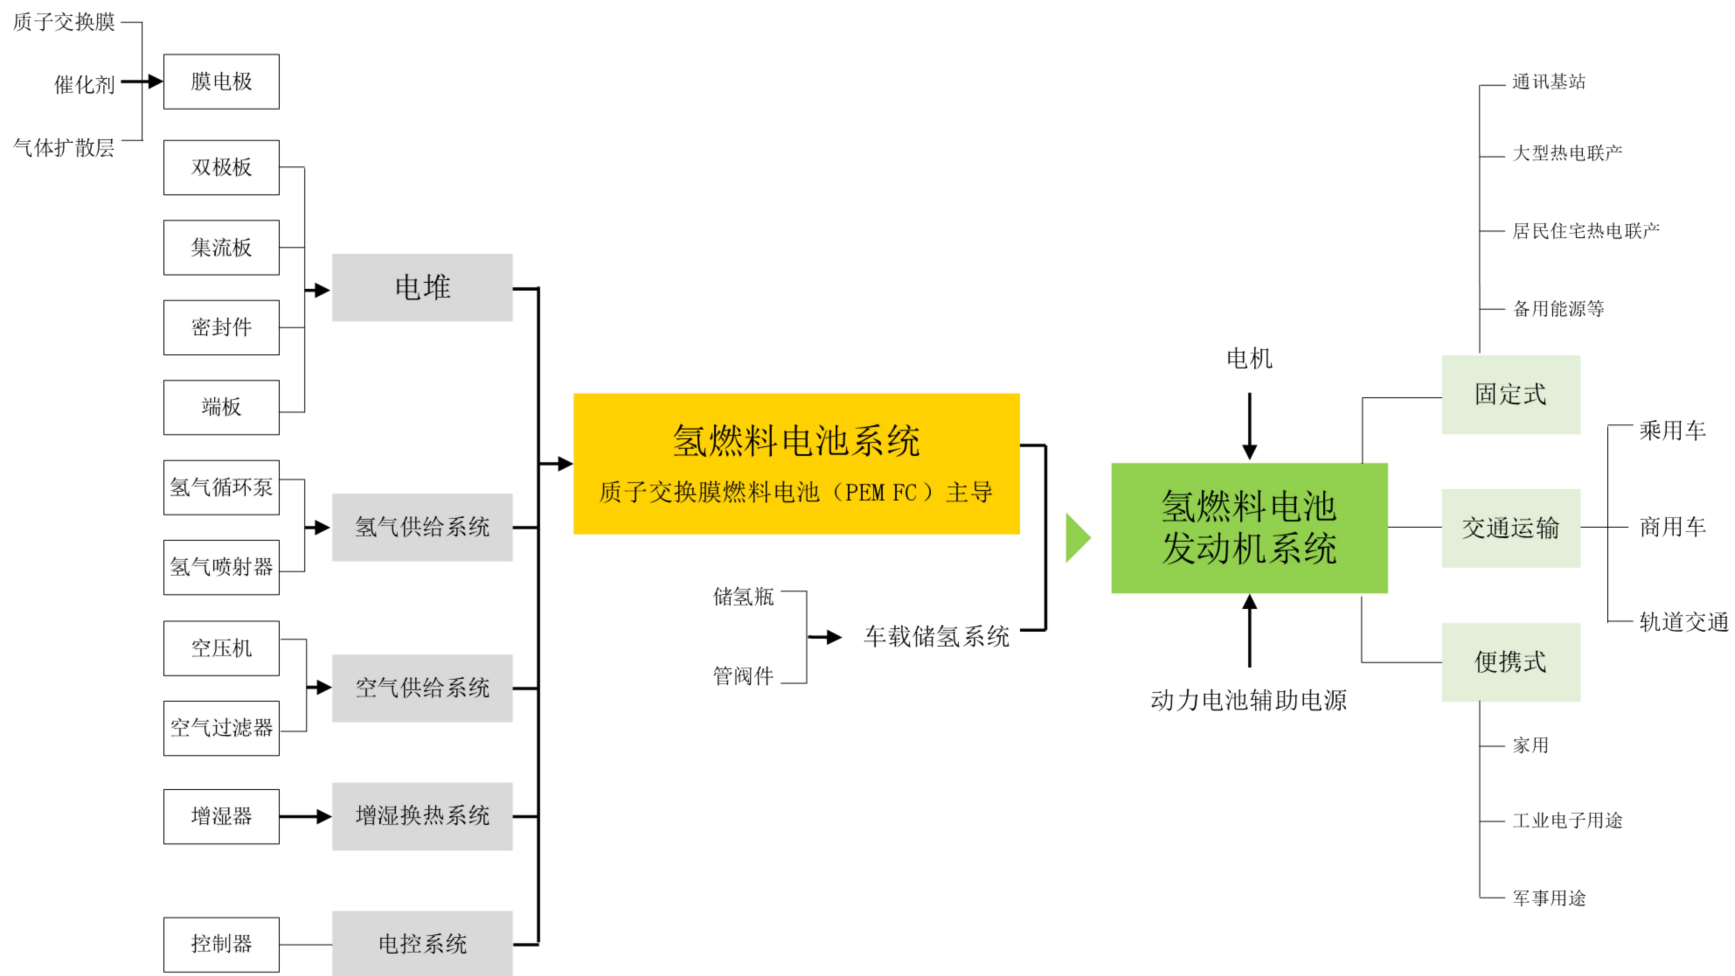 质子交换膜
催化剂
气体扩散层
膜电极
双极板
集流板
密封件
端板
氢气循环泵
氢气喷射器
空压机
空气过滤器
增湿器
控制器
电堆
氢气供给系统
空气供给系统
增湿换热系统
电控系统
氢燃料电池系统
质子交换膜燃料电池（PEM FC）主导
储氢瓶
管阀件
车载储氢系统
电机
氢燃料电池
发动机系统
动力电池辅助电源
通讯基站
大型热电联产
居民住宅热电联产
备用能源等
固定式
交通运输
乘用车
商用车
轨道交通
便携式
家用
工业电子用途
军事用途